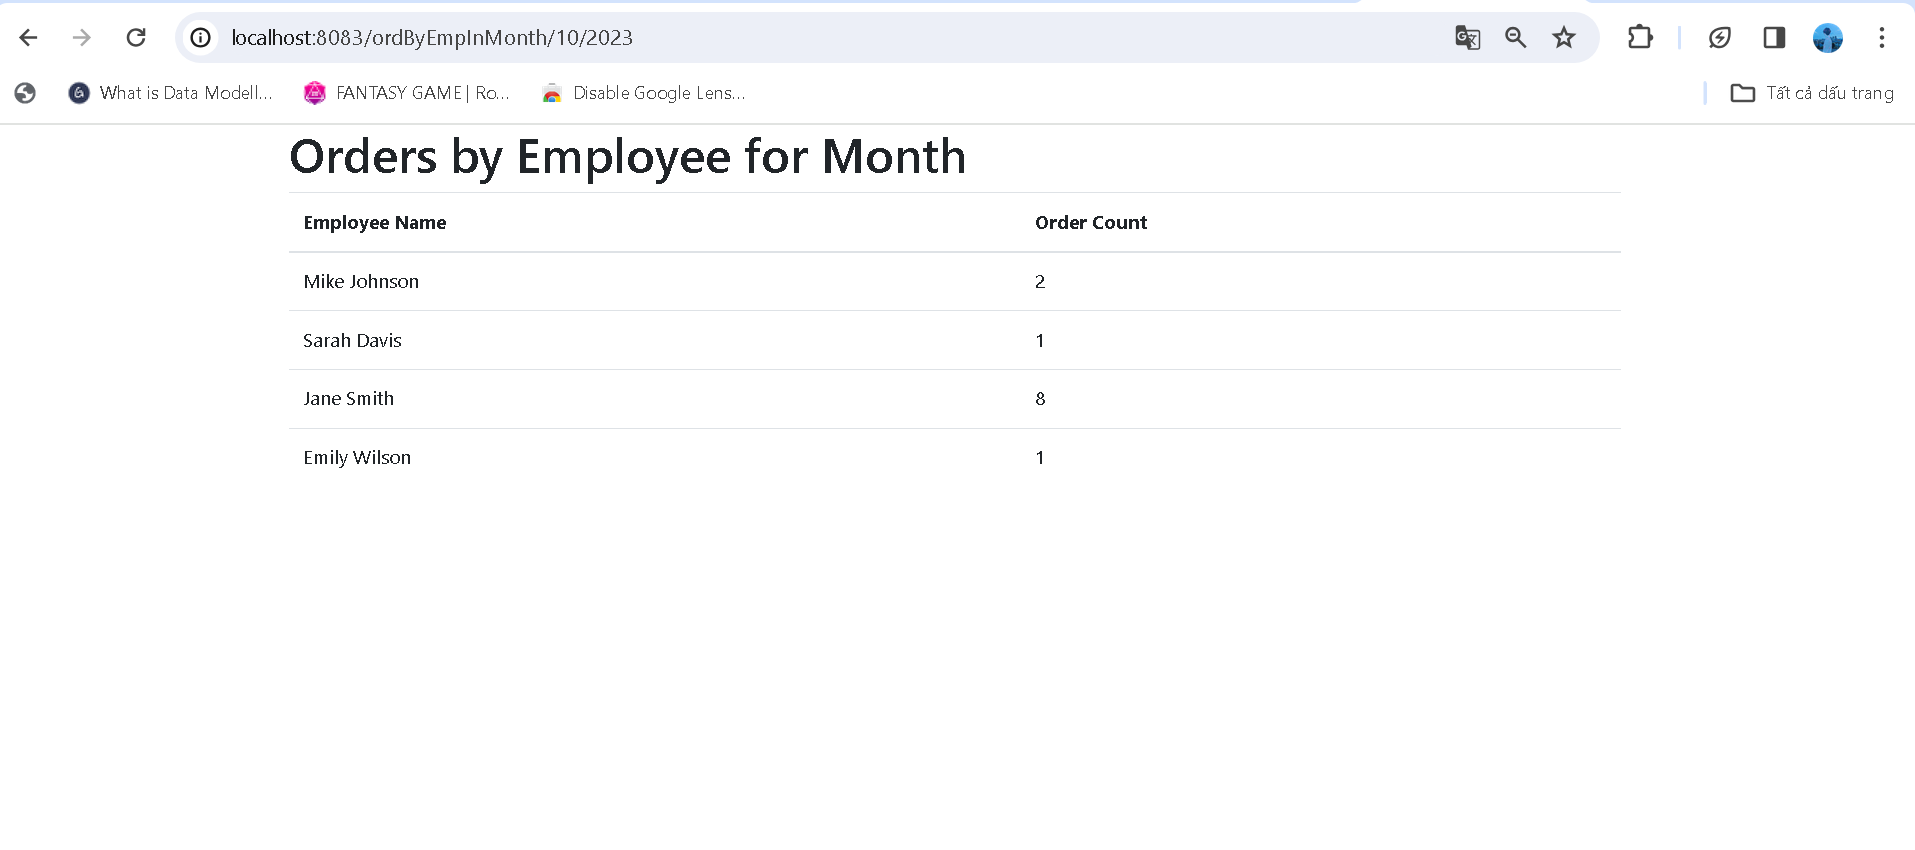 localhost:8083/ordByEmpInMonth/10/2023
What is Data Modell... FANTASY GAME | Ro... Disable Google Lens... Tất cả dấu trang
Orders by Employee for Month
Employee Name Order Count
Mike Johnson 2
Sarah Davis 1
Jane Smith 8
Emily Wilson 1